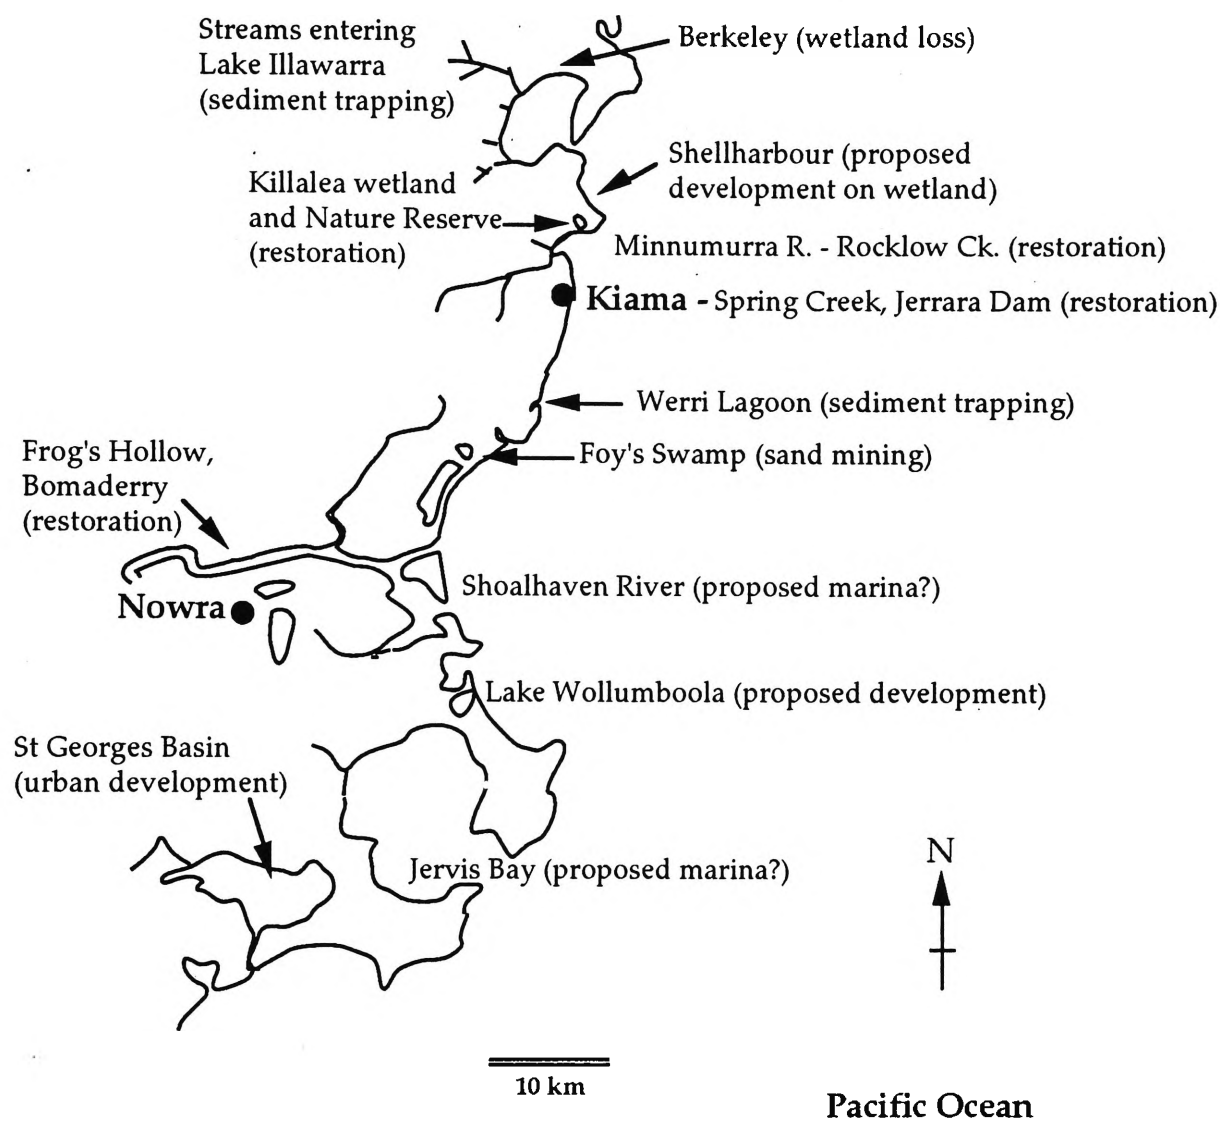 Streams entering
Lake Illawarra
(sediment trapping)
Berkeley (wetland loss)
Shellharbour (proposed
development on wetland)
Killalea wetland
and Nature Reserve
(restoration)
Minnumurra R. - Rocklow Ck. (restoration)
Kiama - Spring Creek, Jerrara Dam (restoration)
Werri Lagoon (sediment trapping)
Foy's Swamp (sand mining)
Frog's Hollow,
Bomaderry
(restoration)
Shoalhaven River (proposed marina?)
Nowra
Lake Wollumboola (proposed development)
St Georges Basin
(urban development)
Jervis Bay (proposed marina?)
N
10 km
Pacific Ocean